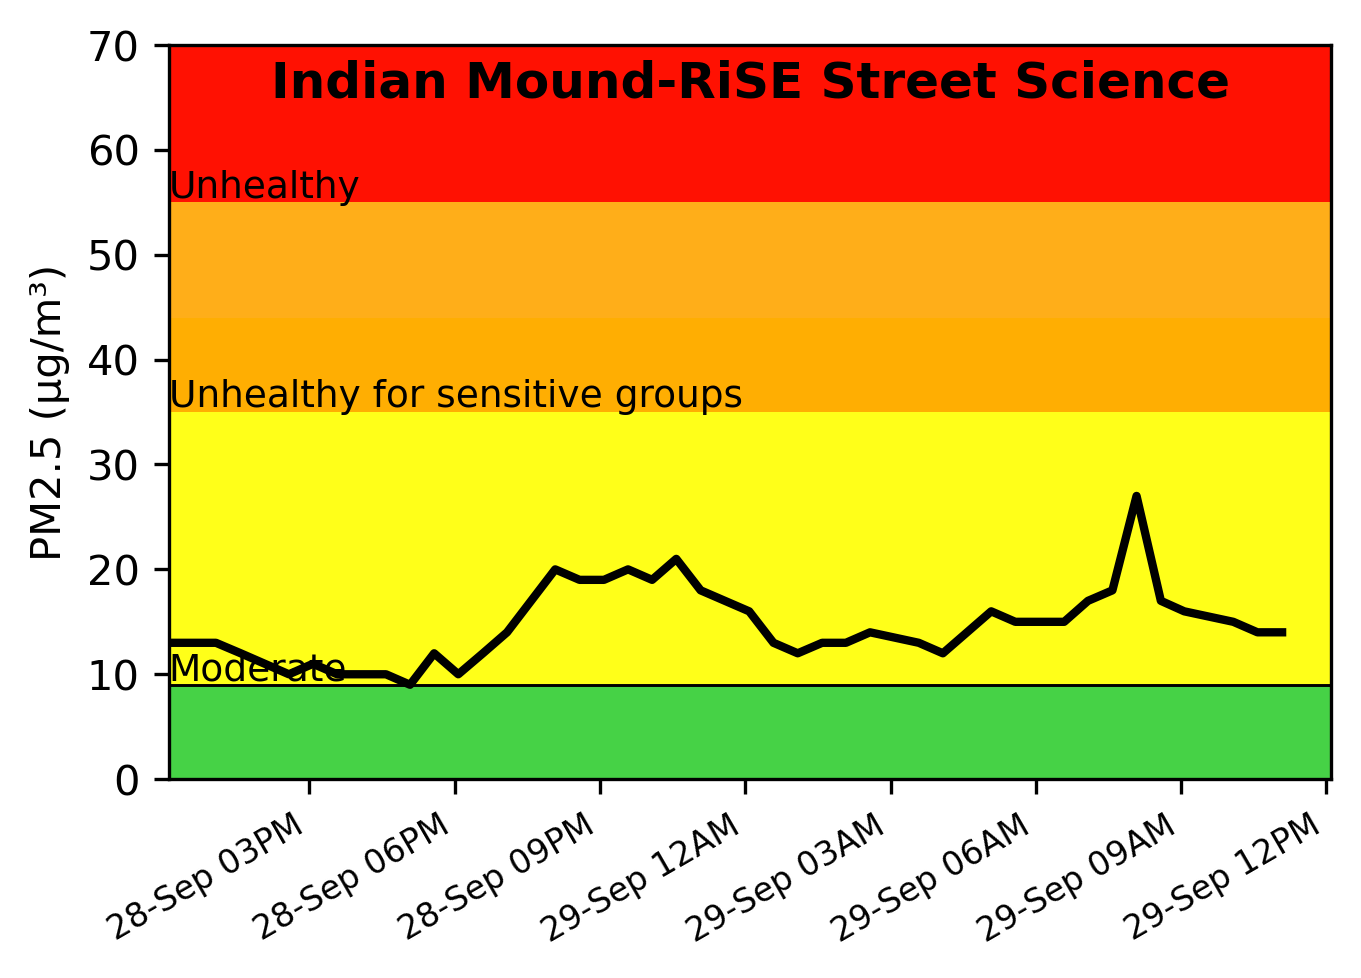 Indian Mound-RiSE Street Science
70
60
50
40
30
20
10
0
PM2.5 (µg/m³)
Unhealthy
Unhealthy for sensitive groups
Moderate
28-Sep 03PM
28-Sep 06PM
28-Sep 09PM
29-Sep 12AM
29-Sep 03AM
29-Sep 06AM
29-Sep 09AM
29-Sep 12PM